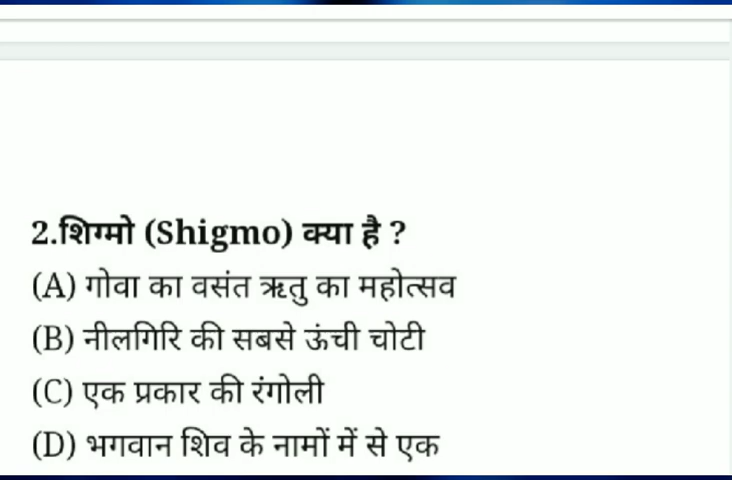 2.शिग्मो (Shigmo) क्या है ?
(A) गोवा का वसंत ऋतु का महोत्सव
(B) नीलगिरि की सबसे ऊंची चोटी
(C) एक प्रकार की रंगोली
(D) भगवान शिव के नामों में से एक